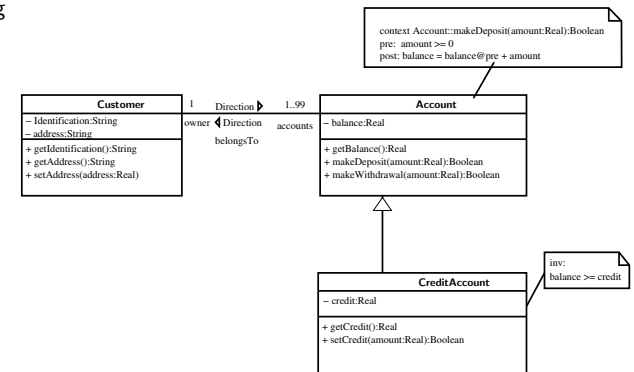 g
context Account::makeDeposit(amount:Real):Boolean
pre: amount >= 0
post: balance = balance@pre + amount
Customer
– Identification:String
– address:String
+ getIdentification():String
+ getAddress():String
+ setAddress(address:Real)
1 Direction 1..99
owner Direction accounts
belongsTo
Account
– balance:Real
+ getBalance():Real
+ makeDeposit(amount:Real):Boolean
+ makeWithdrawal(amount:Real):Boolean
CreditAccount
– credit:Real
+ getCredit():Real
+ setCredit(amount:Real):Boolean
inv:
balance >= credit